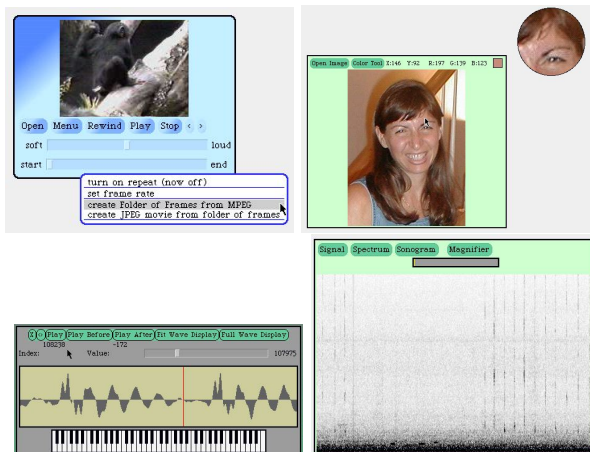 Open Menu Rewind Play Stop < >
soft loud
start end
turn on repeat (now off)
set frame rate
create Folder of Frames from MPEG
create JPEG movie from folder of frames
Open Image Color Tool X:146 Y:92 R:197 G:139 B:123
X o Play Play Before Play After Fit Wave Display Full Wave Display
108238 -172
Index: Value: 107975
Signal Spectrum Sonogram Magnifier